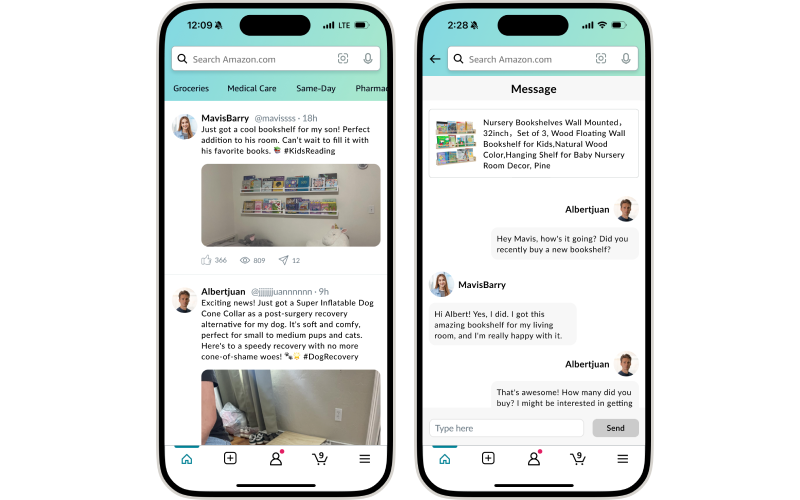 12:09
LTE
Search Amazon.com
Groceries Medical Care Same-Day Pharmac
MavisBarry @mavissss · 18h
Just got a cool bookshelf for my son! Perfect
addition to his room. Can't wait to fill it with
his favorite books. 📚 #KidsReading
366 809 12
Albertjuan @jjjjjjjuannnnnn · 9h
Exciting news! Just got a Super Inflatable Dog
Cone Collar as a post-surgery recovery
alternative for my dog. It's soft and comfy,
perfect for small to medium pups and cats.
Here's to a speedy recovery with no more
cone-of-shame woes! #DogRecovery
9
2:28
Search Amazon.com
Message
Nursery Bookshelves Wall Mounted,
32inch, Set of 3, Wood Floating Wall
Bookshelf for Kids,Natural Wood
Color,Hanging Shelf for Baby Nursery
Room Decor, Pine
Albertjuan
Hey Mavis, how's it going? Did you
recently buy a new bookshelf?
MavisBarry
Hi Albert! Yes, I did. I got this
amazing bookshelf for my living
room, and I'm really happy with it.
Albertjuan
That's awesome! How many did you
buy? I might be interested in getting
Type here
Send
9